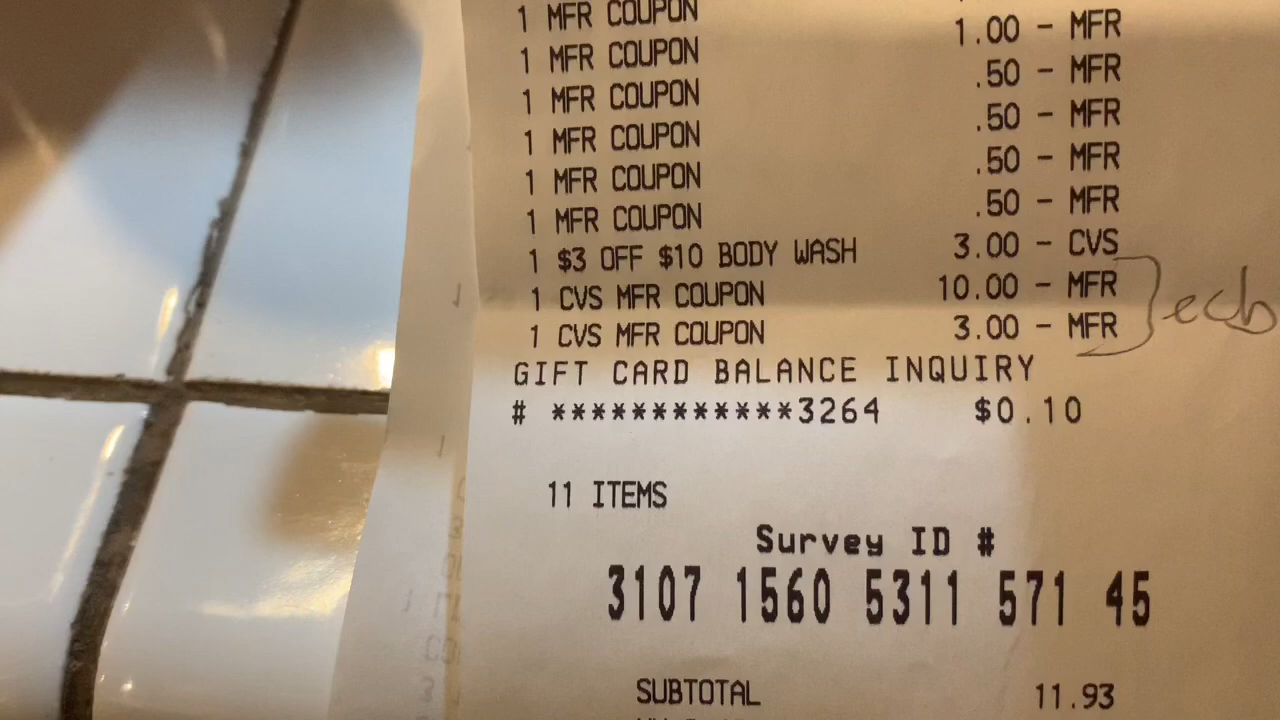 1 MFR COUPON
1 MFR COUPON 1.00 - MFR
1 MFR COUPON .50 - MFR
1 MFR COUPON .50 - MFR
1 MFR COUPON .50 - MFR
1 MFR COUPON .50 - MFR
1 $3 OFF $10 BODY WASH 3.00 - CVS
1 CVS MFR COUPON 10.00 - MFR
1 CVS MFR COUPON 3.00 - MFR
ecb
GIFT CARD BALANCE INQUIRY
# ************3264 $0.10
11 ITEMS
Survey ID #
3107 1560 5311 571 45
SUBTOTAL 11.93